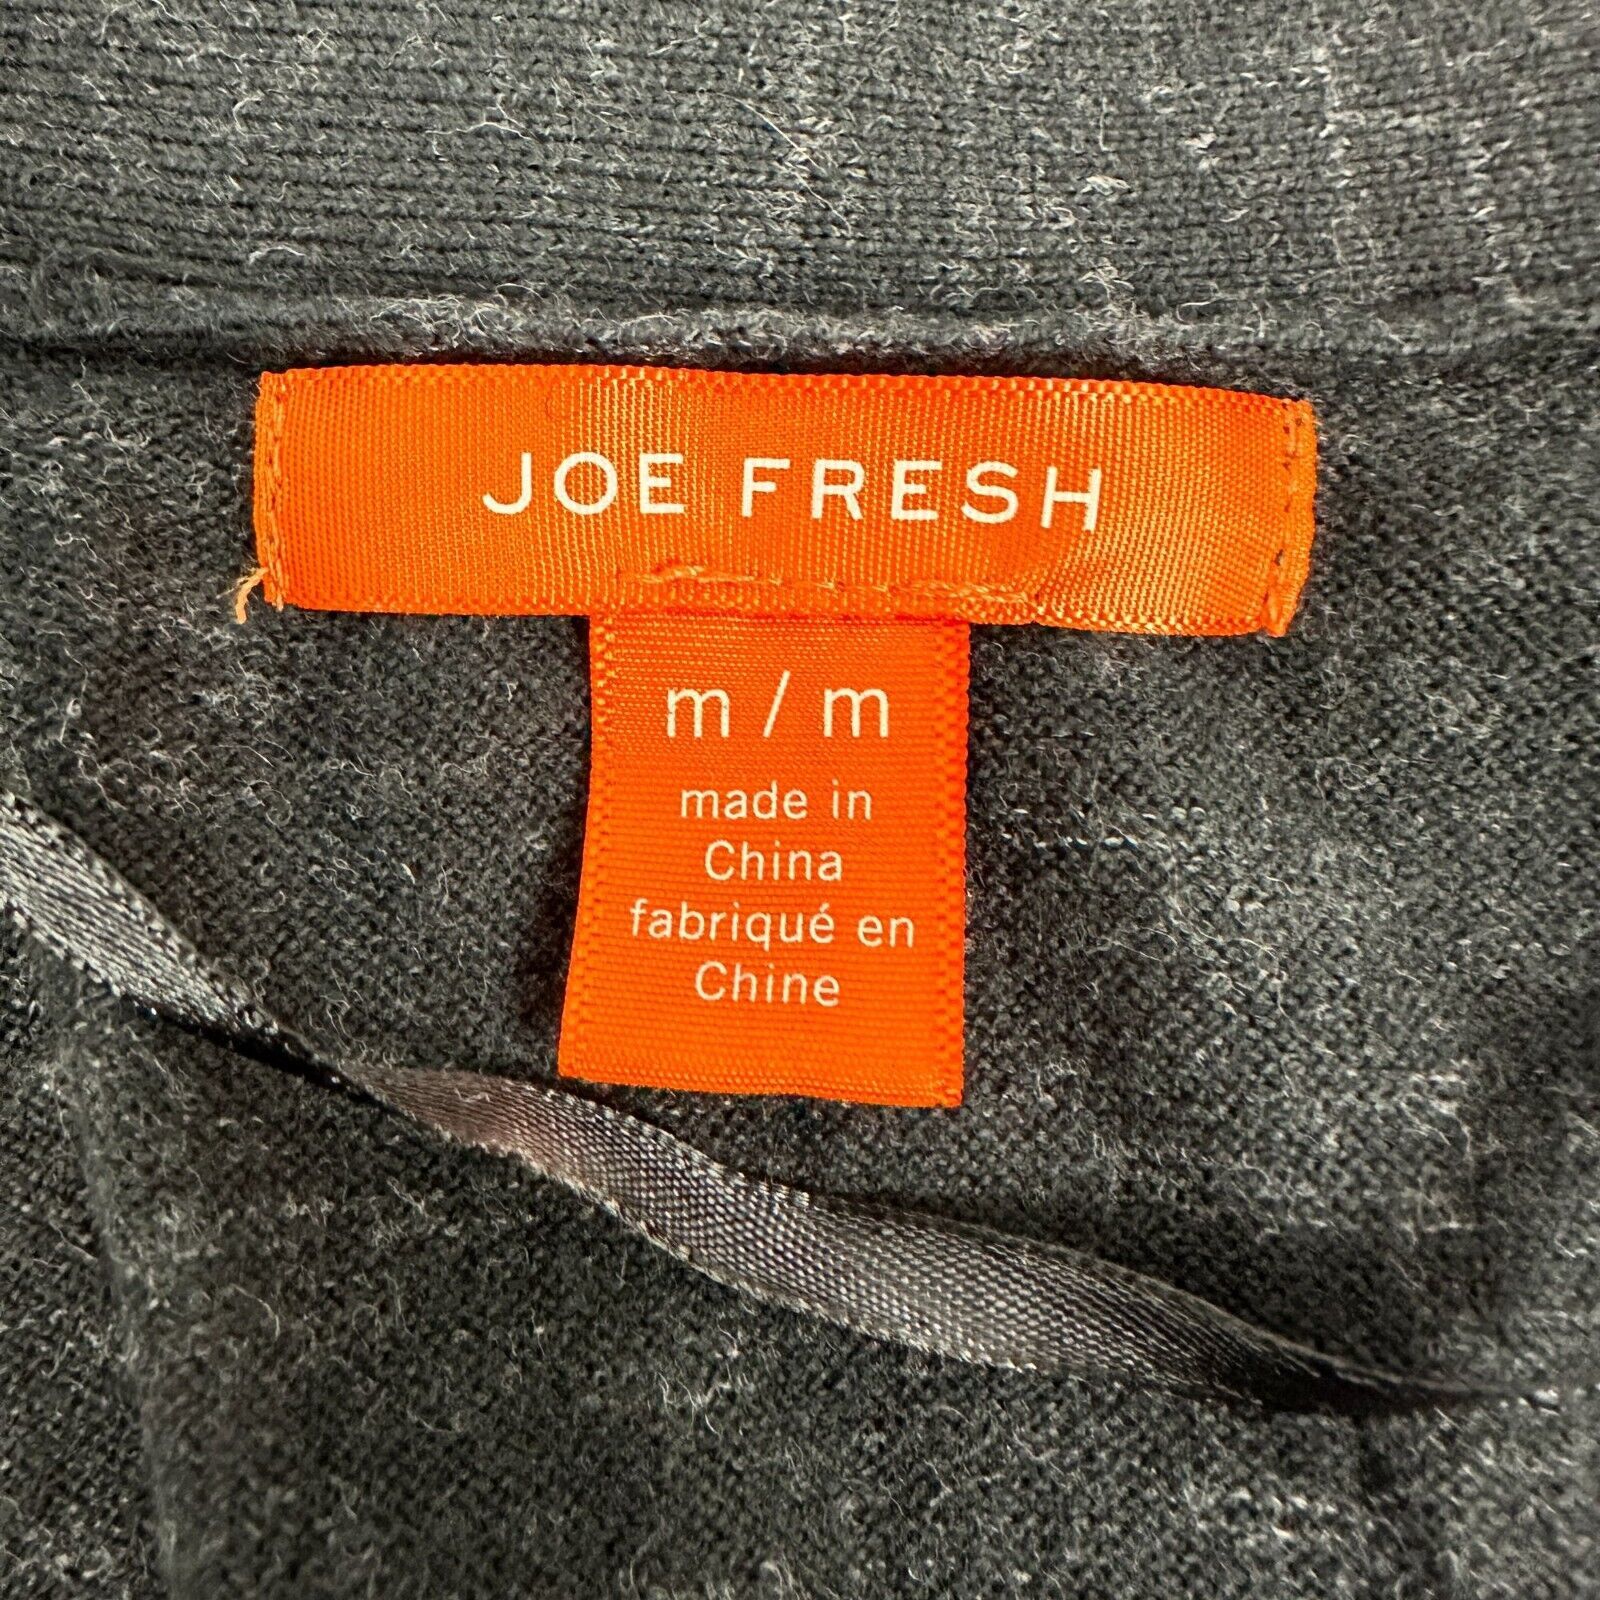 JOE FRESH
m / m
made in
China
fabriqué en
Chine